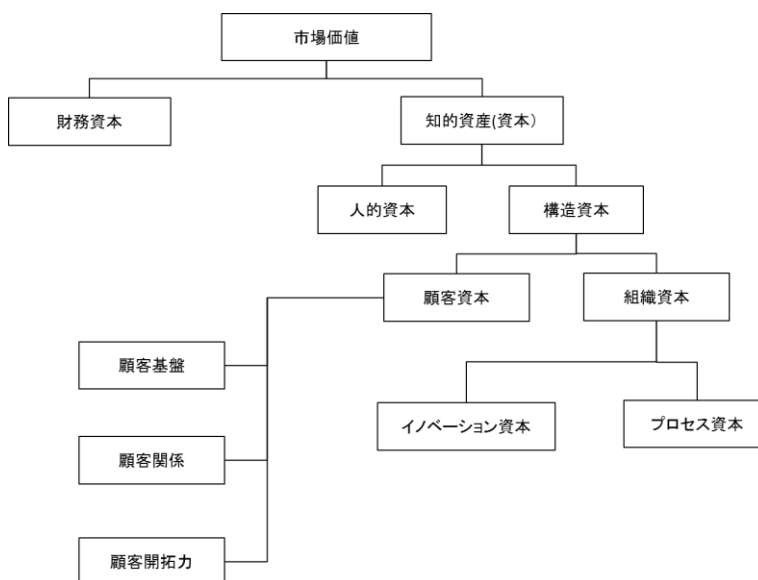 市場価値
財務資本
知的資産(資本）
人的資本
構造資本
顧客資本
組織資本
顧客基盤
イノベーション資本
プロセス資本
顧客関係
顧客開拓力